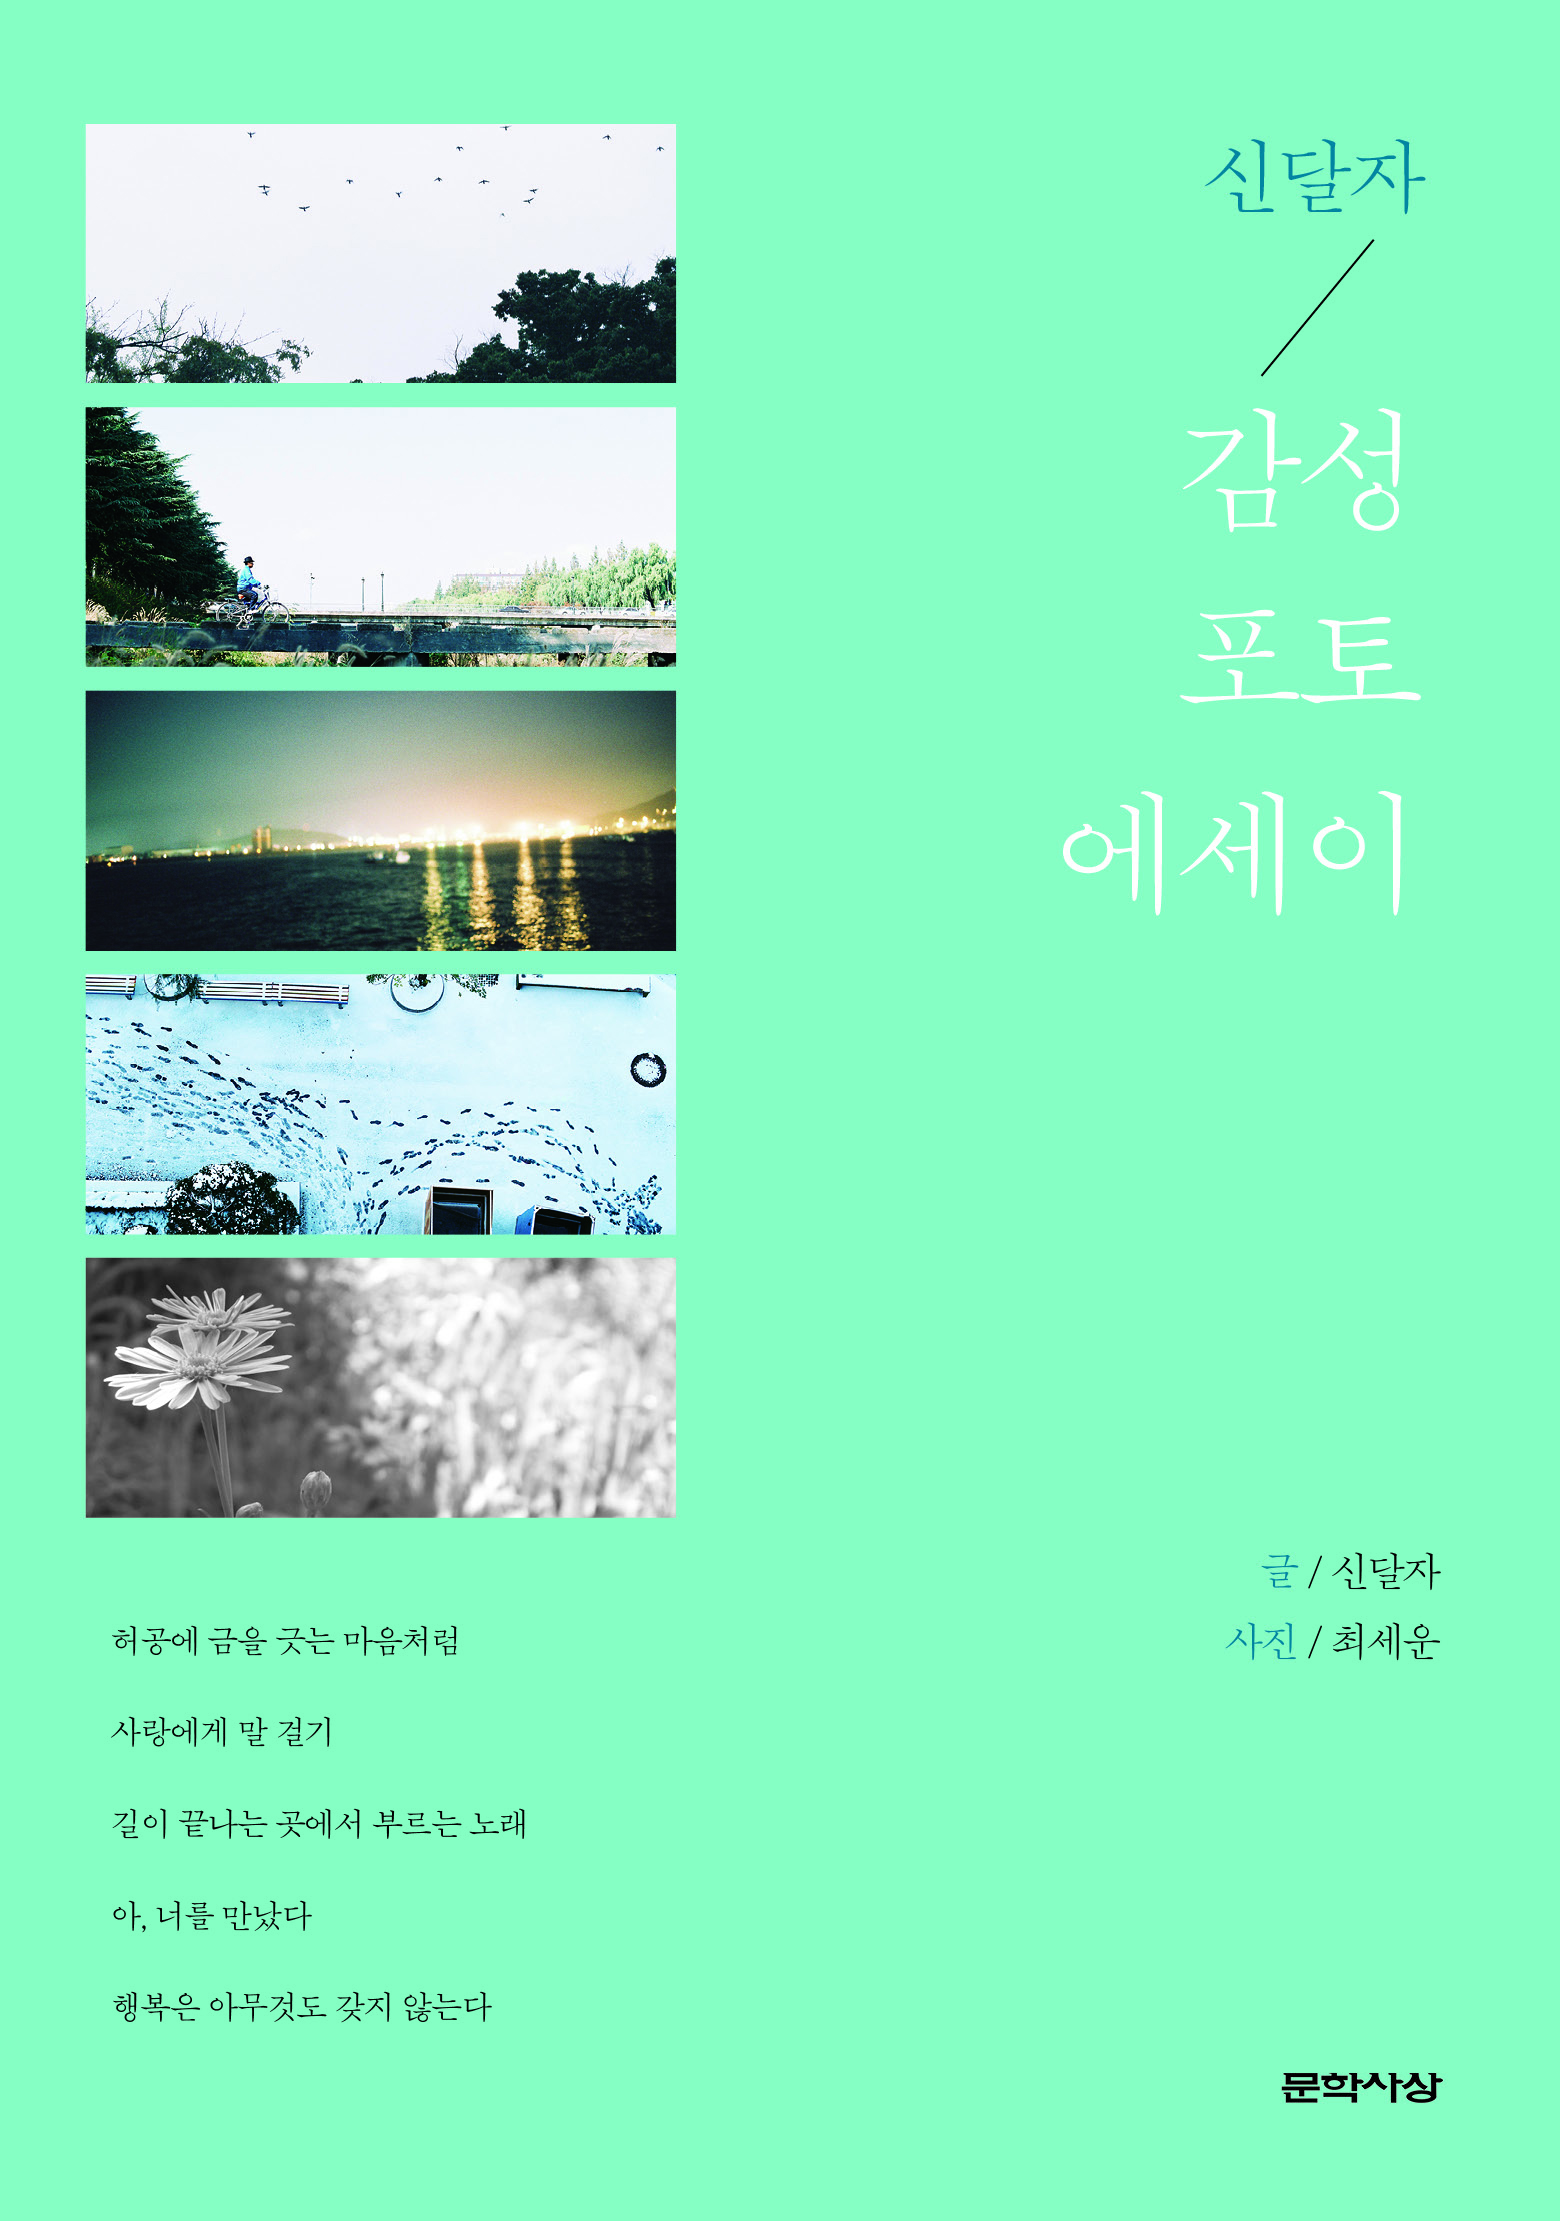 신달자
감성
포토
에세이
글 / 신달자
사진 / 최세운
허공에 금을 긋는 마음처럼
사랑에게 말 걸기
길이 끝나는 곳에서 부르는 노래
아, 너를 만났다
행복은 아무것도 갖지 않는다
문학사상